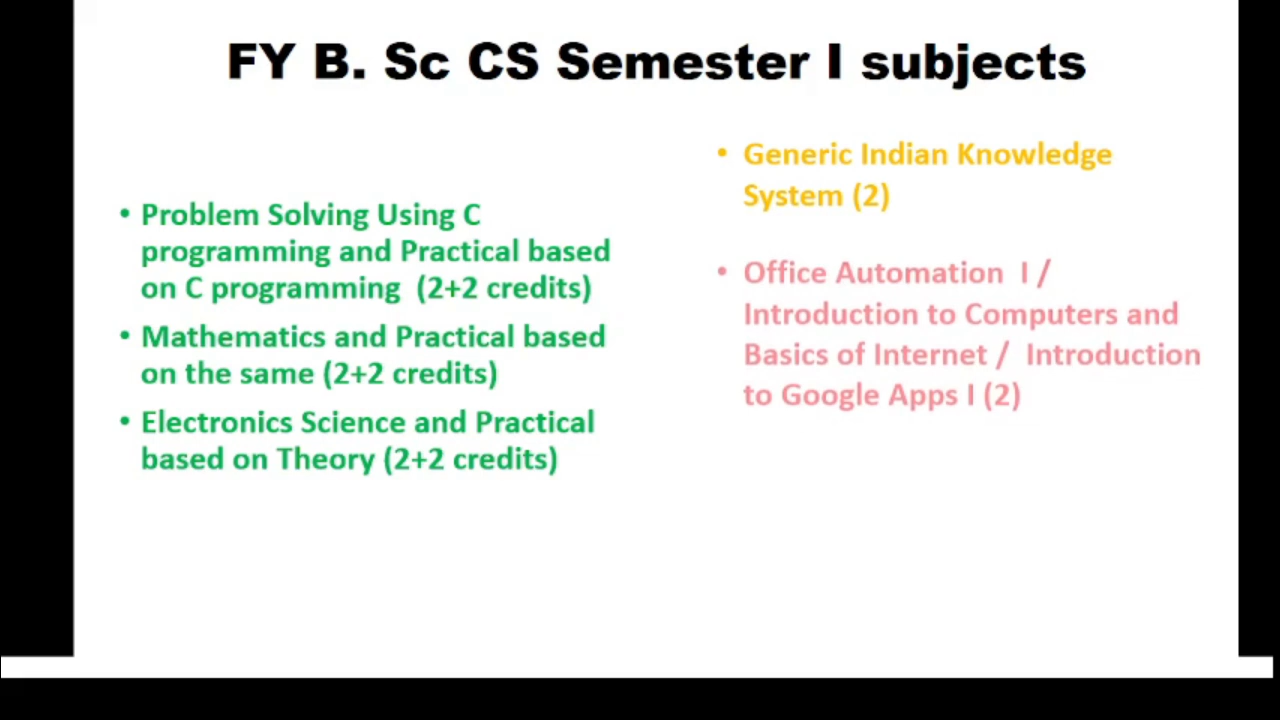 FY B. Sc CS Semester I subjects
• Problem Solving Using C
programming and Practical based
on C programming (2+2 credits)
• Mathematics and Practical based
on the same (2+2 credits)
• Electronics Science and Practical
based on Theory (2+2 credits)
• Generic Indian Knowledge
System (2)
• Office Automation I /
Introduction to Computers and
Basics of Internet / Introduction
to Google Apps I (2)